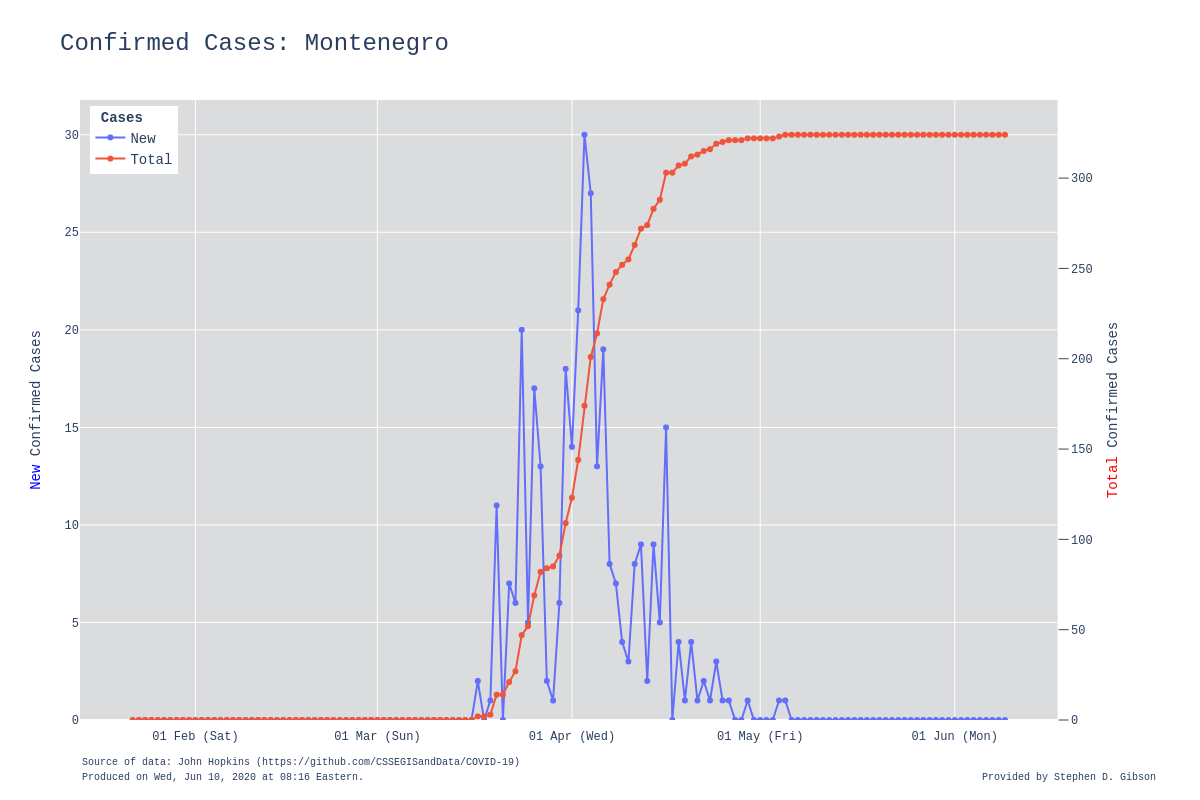 Confirmed Cases: Montenegro
Cases
New
Total
30
25
20
15
10
5
0
300
250
200
150
100
50
0
New Confirmed Cases
Total Confirmed Cases
01 Feb (Sat)
01 Mar (Sun)
01 Apr (Wed)
01 May (Fri)
01 Jun (Mon)
Source of data: John Hopkins (https://github.com/CSSEGISandData/COVID-19)
Produced on Wed, Jun 10, 2020 at 08:16 Eastern.
Provided by Stephen D. Gibson